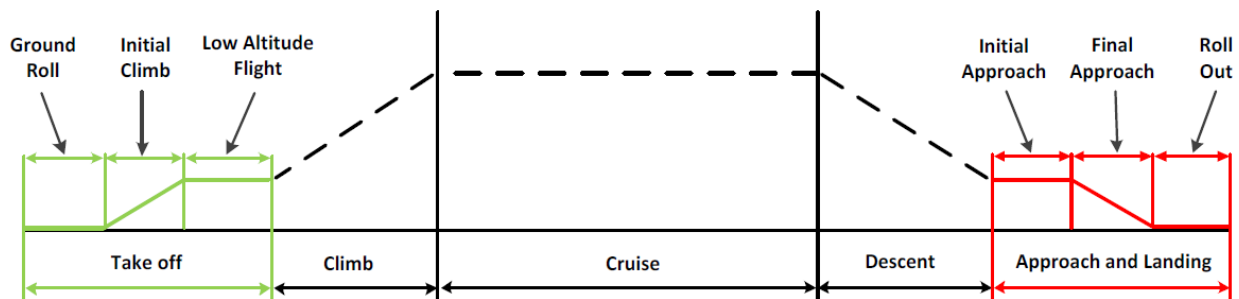 Ground
Roll
Initial
Climb
Low Altitude
Flight
Initial
Approach
Final
Approach
Roll
Out
Take off
Climb
Cruise
Descent
Approach and Landing